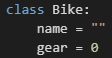 class Bike:
    name = ""
    gear = 0